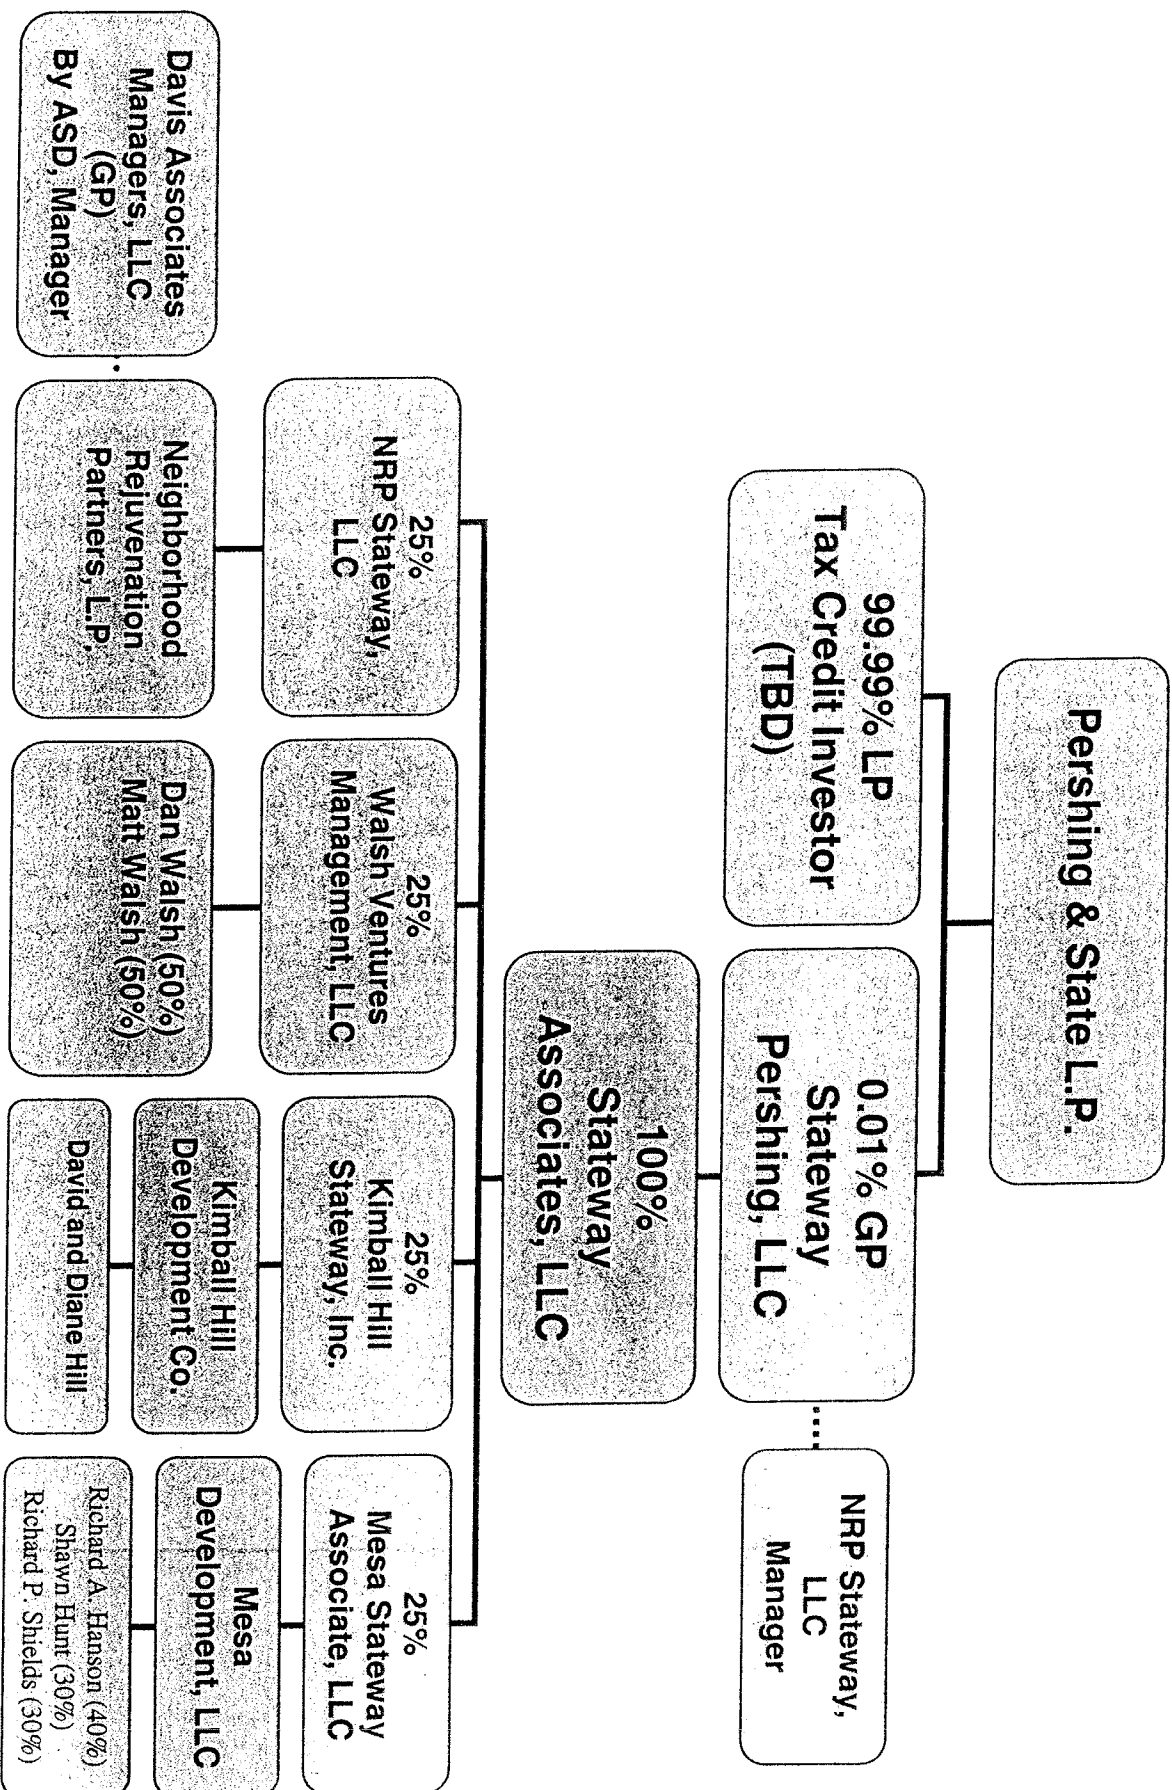 Pershing & State L.P.
99.99% LP
Tax Credit Investor
(TBD)
0.01% GP
Stateway
Pershing, LLC
NRP Stateway,
LLC
Manager
100%
Stateway
Associates, LLC
25%
NRP Stateway,
LLC
25%
Walsh Ventures
Management, LLC
25%
Kimball Hill
Stateway, Inc.
25%
Mesa Stateway
Associate, LLC
Davis Associates
Managers, LLC
(GP)
By ASD, Manager
Neighborhood
Rejuvenation
Partners, L.P.
Dan Walsh (50%)
Matt Walsh (50%)
Kimball Hill
Development Co.
David and Diane Hill
Mesa
Development, LLC
Richard A. Hanson (40%)
Shawn Hunt (30%)
Richard P. Shields (30%)